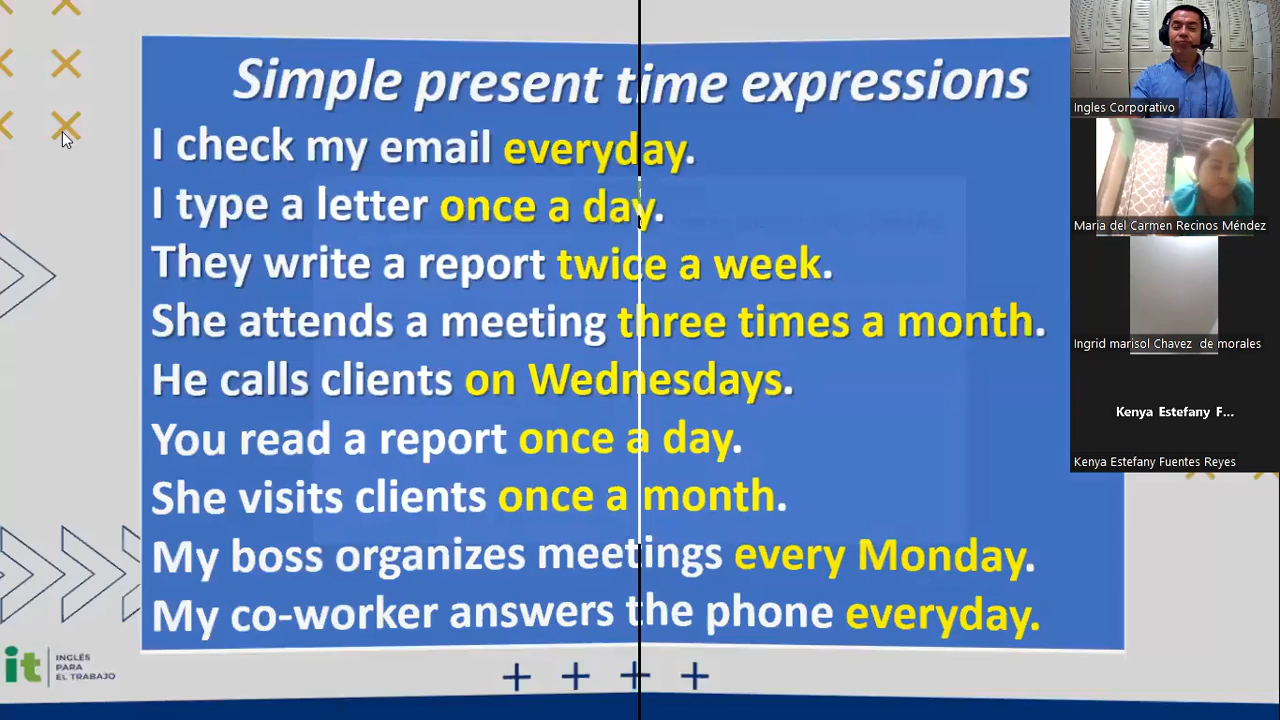 Simple present time expressions
I check my email everyday.
I type a letter once a day.
They write a report twice a week.
She attends a meeting three times a month.
He calls clients on Wednesdays.
You read a report once a day.
She visits clients once a month.
My boss organizes meetings every Monday.
My co-worker answers the phone everyday.
it
INGLÉS
PARA
EL TRABAJO
Ingles Corporativo
Maria del Carmen Recinos Méndez
Ingrid marisol Chavez de morales
Kenya Estefany F...
Kenya Estefany Fuentes Reyes